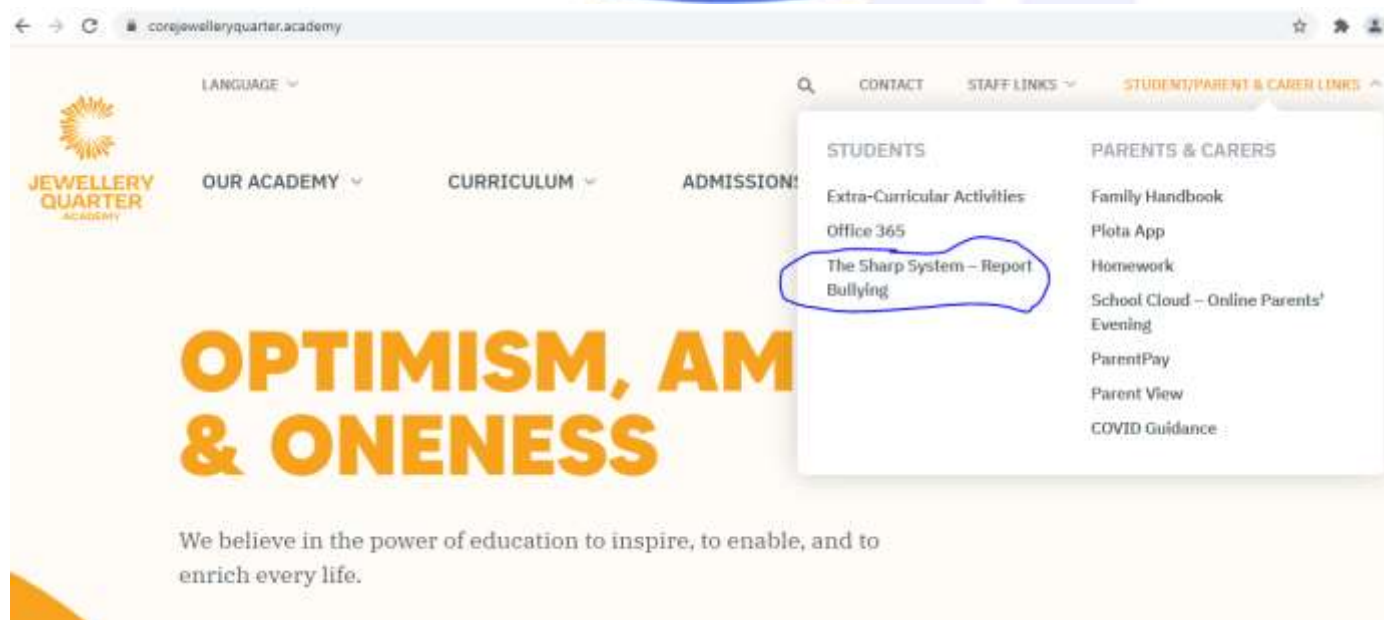 corejewelleryquarter.academy
LANGUAGE
CONTACT
STAFF LINKS
STUDENT/PARENT & CARER LINKS
JEWELLERY
QUARTER
ACADEMY
OUR ACADEMY
CURRICULUM
ADMISSIONS
STUDENTS
Extra-Curricular Activities
Office 365
The Sharp System – Report
Bullying
PARENTS & CARERS
Family Handbook
Plota App
Homework
School Cloud – Online Parents'
Evening
ParentPay
Parent View
COVID Guidance
OPTIMISM, AM
& ONENESS
We believe in the power of education to inspire, to enable, and to
enrich every life.